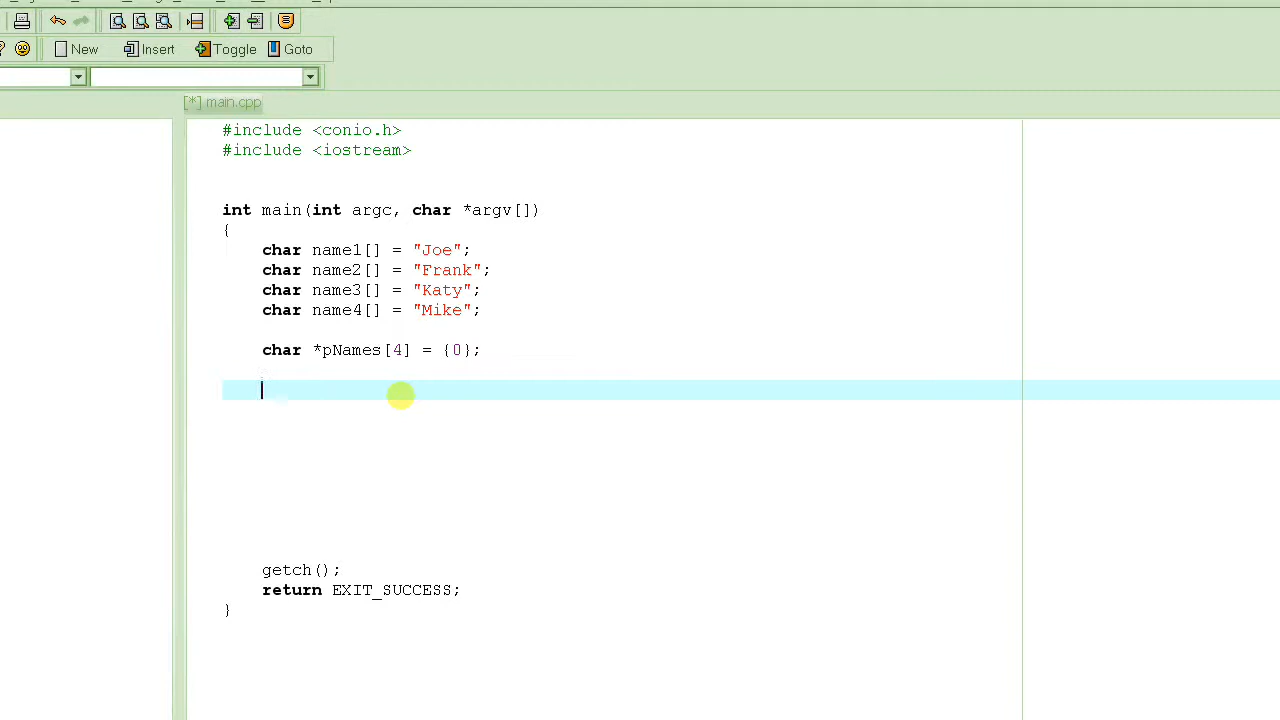 New Insert Toggle Goto
[*] main.cpp
#include <conio.h>
#include <iostream>
int main(int argc, char *argv[])
{
char name1[] = "Joe";
char name2[] = "Frank";
char name3[] = "Katy";
char name4[] = "Mike";
char *pNames[4] = {0};
getch();
return EXIT_SUCCESS;
}